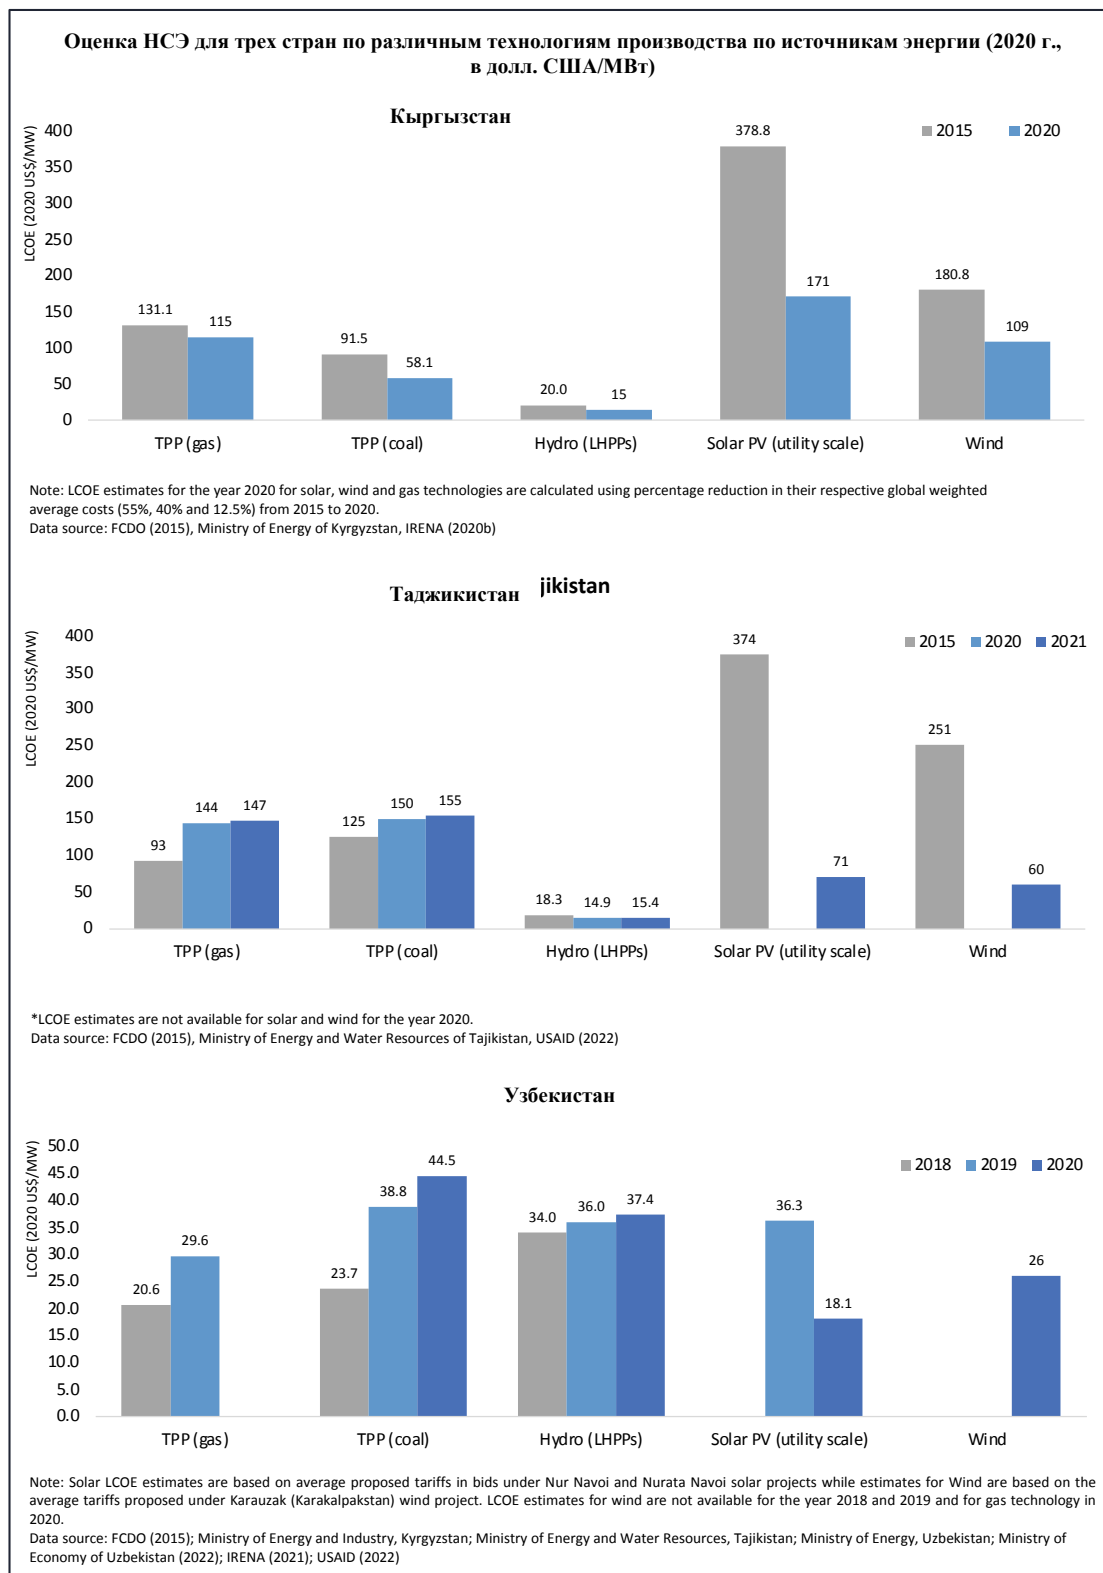 Оценка НСЭ для трех стран по различным технологиям производства по источникам энергии (2020 г.,
в долл. США/МВт)
Кыргызстан
2015 2020
LCOE (2020 US$/MW)
400
350
300
250
200
150
100
50
0
131.1 115
91.5 58.1
20.0 15
378.8 171
180.8 109
TPP (gas) TPP (coal) Hydro (LHPPs) Solar PV (utility scale) Wind
Note: LCOE estimates for the year 2020 for solar, wind and gas technologies are calculated using percentage reduction in their respective global weighted
average costs (55%, 40% and 12.5%) from 2015 to 2020.
Data source: FCDO (2015), Ministry of Energy of Kyrgyzstan, IRENA (2020b)
Таджикистан jikistan
2015 2020 2021
LCOE (2020 US$/MW)
400
350
300
250
200
150
100
50
0
93 144 147
125 150 155
18.3 14.9 15.4
374 71
251 60
TPP (gas) TPP (coal) Hydro (LHPPs) Solar PV (utility scale) Wind
*LCOE estimates are not available for solar and wind for the year 2020.
Data source: FCDO (2015), Ministry of Energy and Water Resources of Tajikistan, USAID (2022)
Узбекистан
2018 2019 2020
LCOE (2020 US$/MW)
50.0
45.0
40.0
35.0
30.0
25.0
20.0
15.0
10.0
5.0
0.0
20.6 29.6
23.7 38.8 44.5
34.0 36.0 37.4
36.3 18.1
26
TPP (gas) TPP (coal) Hydro (LHPPs) Solar PV (utility scale) Wind
Note: Solar LCOE estimates are based on average proposed tariffs in bids under Nur Navoi and Nurata Navoi solar projects while estimates for Wind are based on the
average tariffs proposed under Karauzak (Karakalpakstan) wind project. LCOE estimates for wind are not available for the year 2018 and 2019 and for gas technology in
2020.
Data source: FCDO (2015); Ministry of Energy and Industry, Kyrgyzstan; Ministry of Energy and Water Resources, Tajikistan; Ministry of Energy, Uzbekistan; Ministry of
Economy of Uzbekistan (2022); IRENA (2021); USAID (2022)